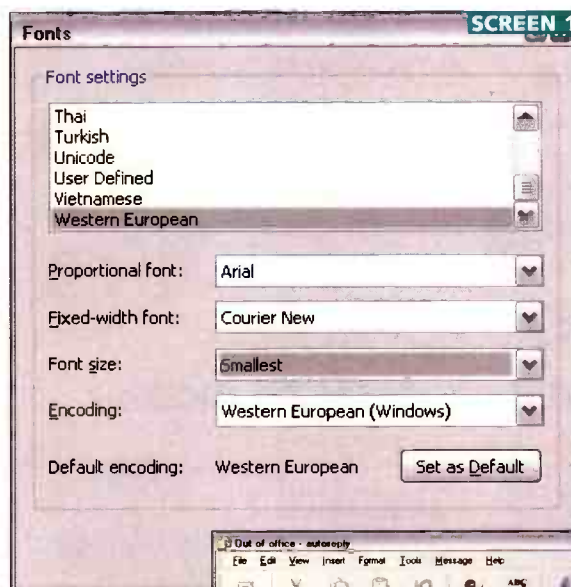 SCREEN 1
Fonts
Font settings
Thai
Turkish
Unicode
User Defined
Vietnamese
Western European
Proportional font: Arial
Fixed-width font: Courier New
Font size: Smallest
Encoding: Western European (Windows)
Default encoding: Western European Set as Default
Out of office - autoreply
File Edit View Insert Format Tools Message Help
ABC